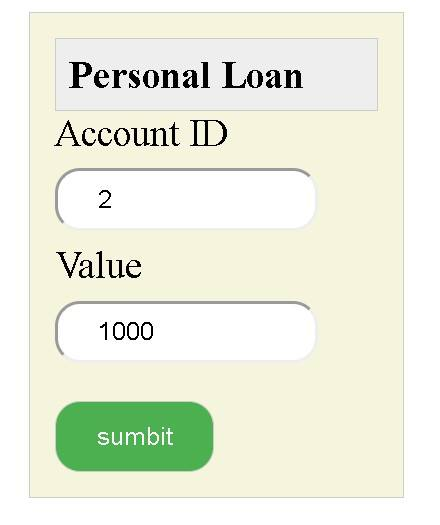 Personal Loan
Account ID
2
Value
1000
sumbit